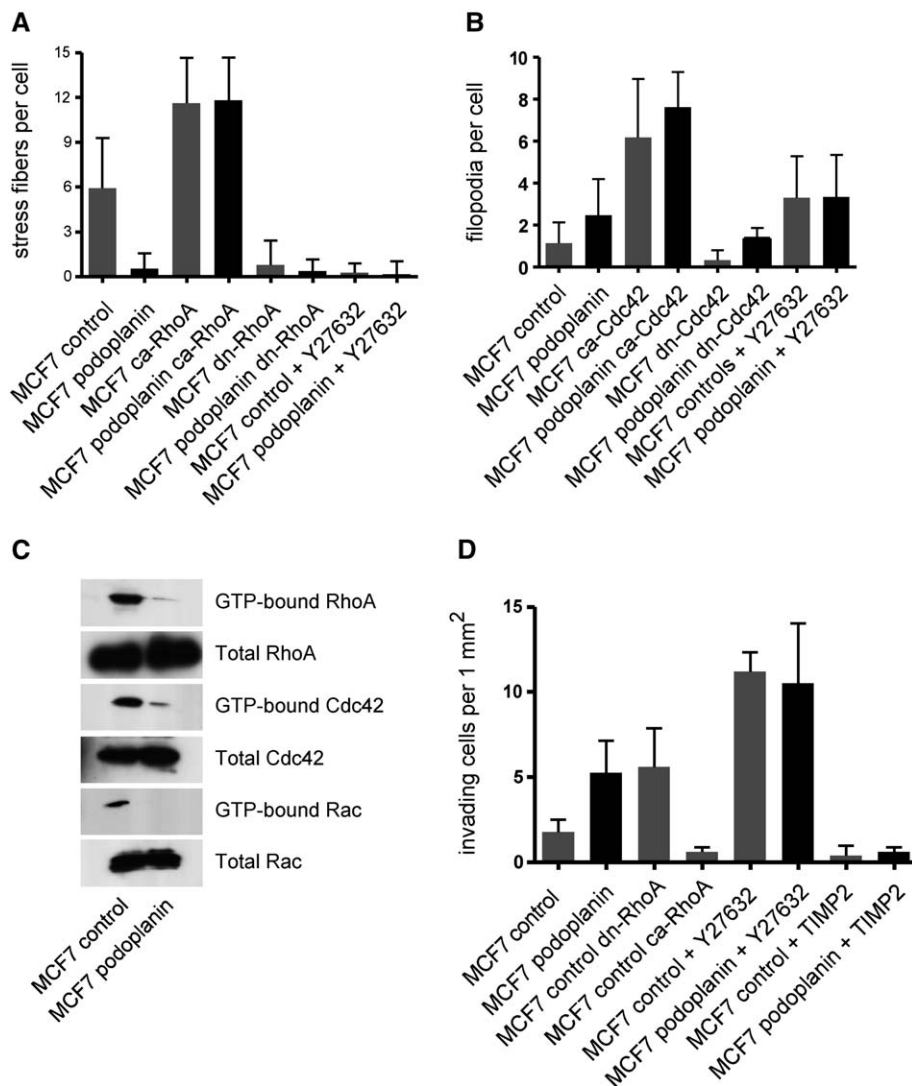 A
stress fibers per cell
15
12
9
6
3
0
MCF7 control
MCF7 podoplanin
MCF7 ca-RhoA
MCF7 podoplanin ca-RhoA
MCF7 dn-RhoA
MCF7 podoplanin dn-RhoA
MCF7 control + Y27632
MCF7 podoplanin + Y27632
B
filopodia per cell
10
8
6
4
2
0
MCF7 control
MCF7 podoplanin
MCF7 ca-Cdc42
MCF7 podoplanin ca-Cdc42
MCF7 dn-Cdc42
MCF7 podoplanin dn-Cdc42
MCF7 controls + Y27632
MCF7 podoplanin + Y27632
C
GTP-bound RhoA
Total RhoA
GTP-bound Cdc42
Total Cdc42
GTP-bound Rac
Total Rac
MCF7 control
MCF7 podoplanin
D
invading cells per 1 mm²
15
10
5
0
MCF7 control
MCF7 podoplanin
MCF7 control dn-RhoA
MCF7 control ca-RhoA
MCF7 control + Y27632
MCF7 podoplanin + Y27632
MCF7 control + TIMP2
MCF7 podoplanin + TIMP2